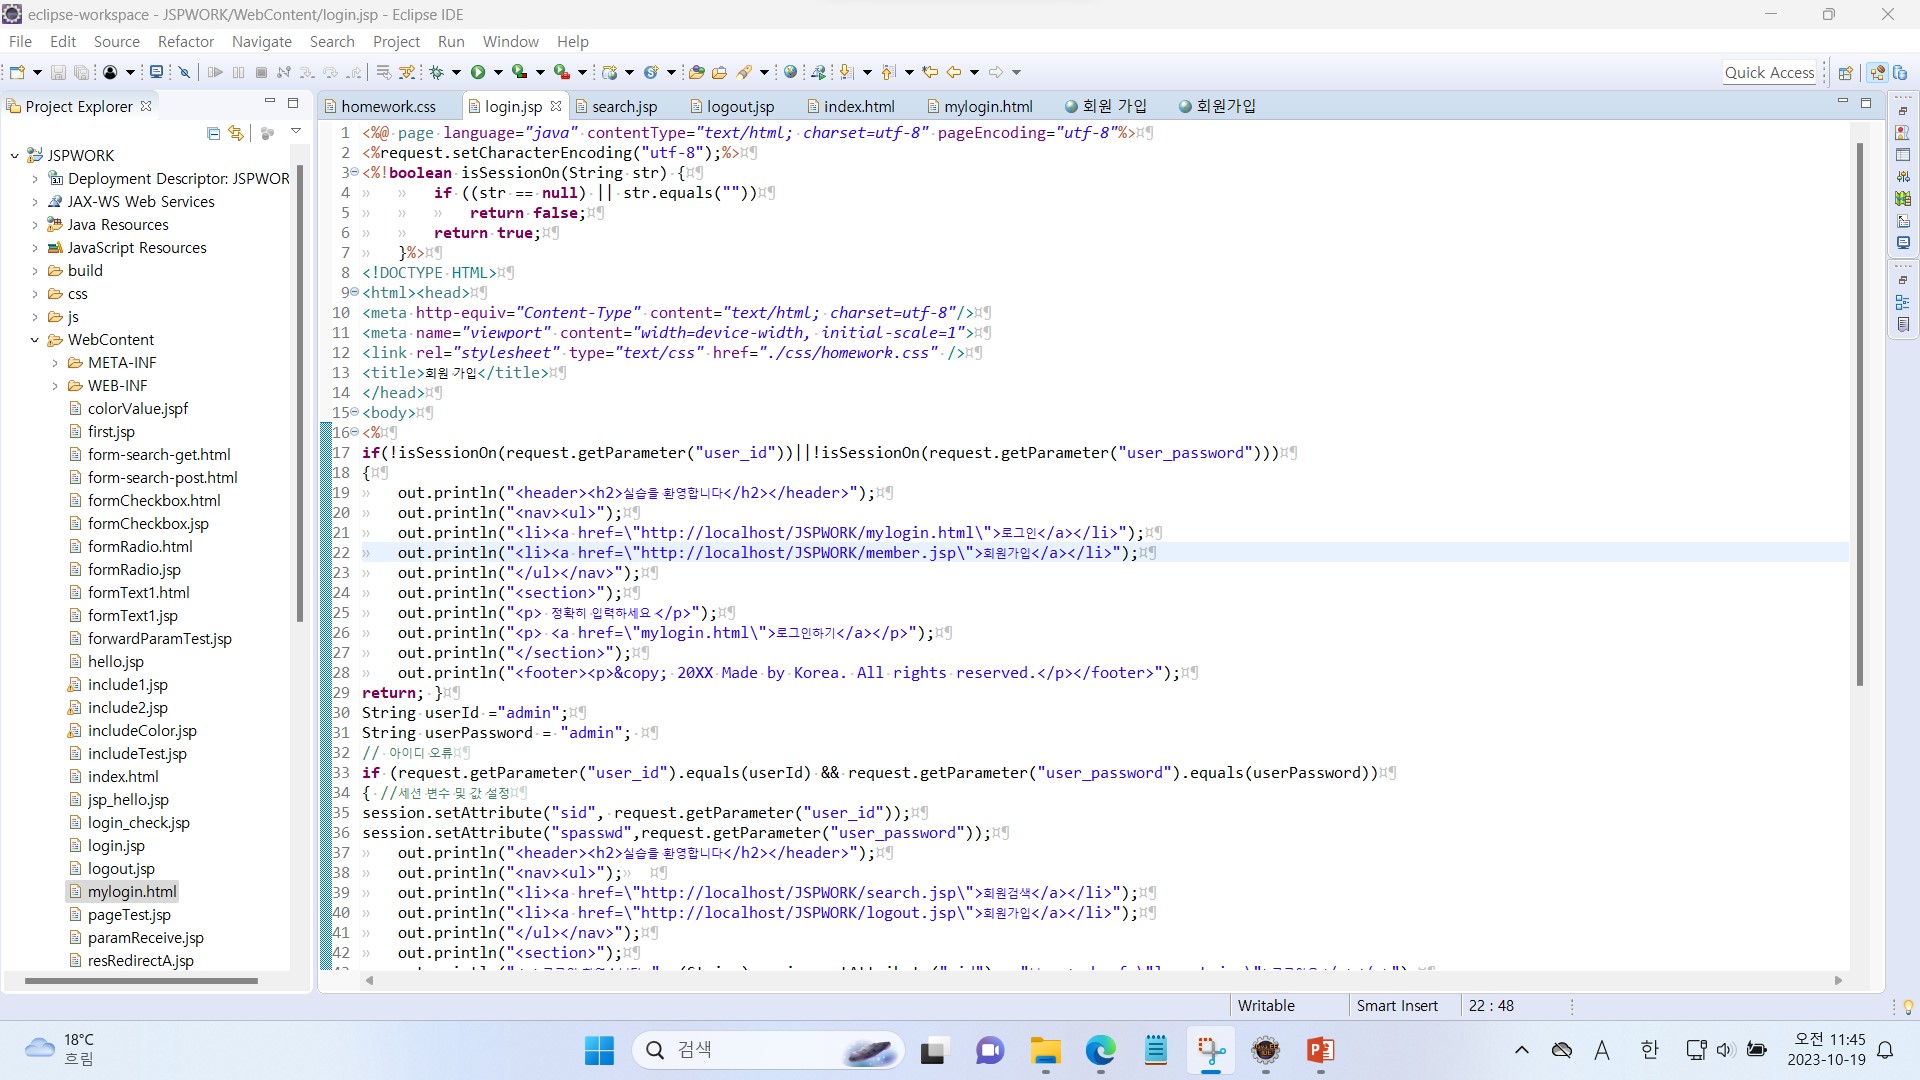 eclipse-workspace - JSPWORK/WebContent/login.jsp - Eclipse IDE
File Edit Source Refactor Navigate Search Project Run Window Help
Quick Access
Project Explorer
homework.css login.jsp search.jsp logout.jsp index.html mylogin.html 회원 가입 회원가입
JSPWORK
Deployment Descriptor: JSPWOR
JAX-WS Web Services
Java Resources
JavaScript Resources
build
css
js
WebContent
META-INF
WEB-INF
colorValue.jspf
first.jsp
form-search-get.html
form-search-post.html
formCheckbox.html
formCheckbox.jsp
formRadio.html
formRadio.jsp
formText1.html
formText1.jsp
forwardParamTest.jsp
hello.jsp
include1.jsp
include2.jsp
includeColor.jsp
includeTest.jsp
index.html
jsp_hello.jsp
login_check.jsp
login.jsp
logout.jsp
mylogin.html
pageTest.jsp
paramReceive.jsp
resRedirectA.jsp
1 <%@ page language="java" contentType="text/html; charset=utf-8" pageEncoding="utf-8"%>
2 <%request.setCharacterEncoding("utf-8");%>
3 <%!boolean isSessionOn(String str) {
4 if ((str == null) || str.equals(""))
5 return false;
6 return true;
7 }%>
8 <!DOCTYPE HTML>
9 <html><head>
10 <meta http-equiv="Content-Type" content="text/html; charset=utf-8"/>
11 <meta name="viewport" content="width=device-width, initial-scale=1">
12 <link rel="stylesheet" type="text/css" href="./css/homework.css" />
13 <title>회원 가입</title>
14 </head>
15 <body>
16 <%
17 if(!isSessionOn(request.getParameter("user_id"))||!isSessionOn(request.getParameter("user_password")))
18 {
19 out.println("<header><h2>실습을 환영합니다</h2></header>");
20 out.println("<nav><ul>");
21 out.println("<li><a href=\"http://localhost/JSPWORK/mylogin.html\">로그인</a></li>");
22 out.println("<li><a href=\"http://localhost/JSPWORK/member.jsp\">회원가입</a></li>");
23 out.println("</ul></nav>");
24 out.println("<section>");
25 out.println("<p> 정확히 입력하세요 </p>");
26 out.println("<p> <a href=\"mylogin.html\">로그인하기</a></p>");
27 out.println("</section>");
28 out.println("<footer><p>&copy; 20XX Made by Korea. All rights reserved.</p></footer>");
29 return; }
30 String userId ="admin";
31 String userPassword = "admin";
32 // 아이디 오류
33 if (request.getParameter("user_id").equals(userId) && request.getParameter("user_password").equals(userPassword))
34 { //세션 변수 및 값 설정
35 session.setAttribute("sid", request.getParameter("user_id"));
36 session.setAttribute("spasswd",request.getParameter("user_password"));
37 out.println("<header><h2>실습을 환영합니다</h2></header>");
38 out.println("<nav><ul>");
39 out.println("<li><a href=\"http://localhost/JSPWORK/search.jsp\">회원검색</a></li>");
40 out.println("<li><a href=\"http://localhost/JSPWORK/logout.jsp\">회원가입</a></li>");
41 out.println("</ul></nav>");
42 out.println("<section>");
Writable Smart Insert 22 : 48
18°C
흐림
검색
A 한
오전 11:45
2023-10-19